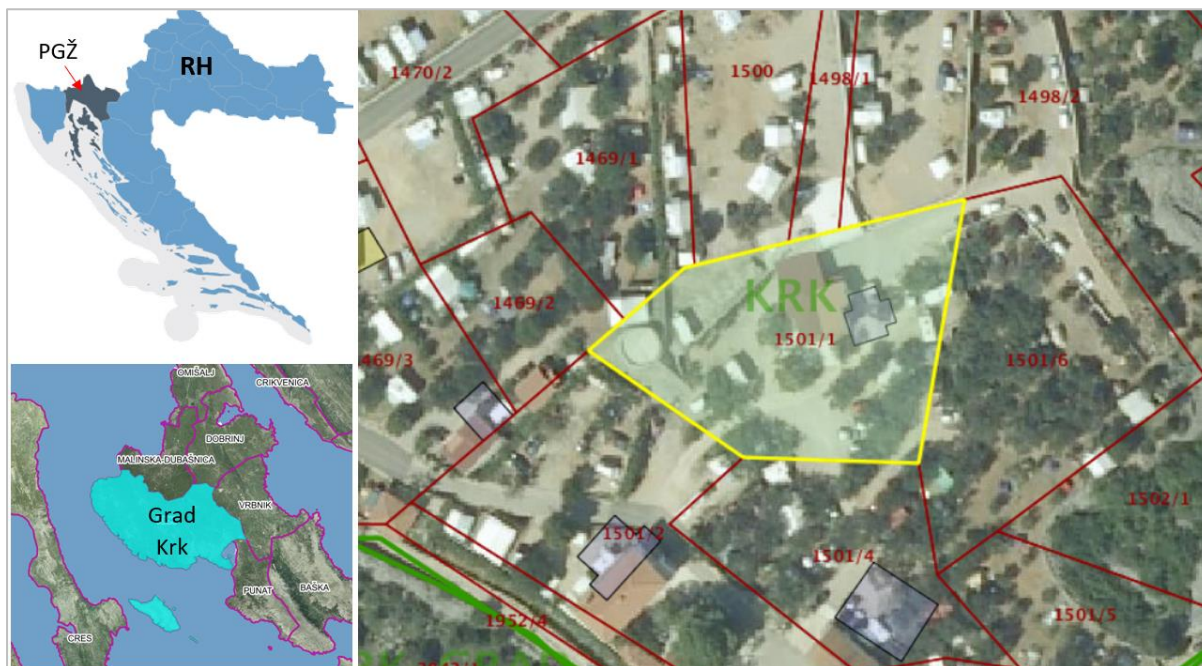 PGŽ
RH
OMIŠALJ
CRIKVENICA
DOBRINJ
MALINSKA-DUBAŠNICA
VRBNIK
Grad
Krk
PUNAT
BAŠKA
CRES
1470/2
1500
1498/1
1498/2
1469/1
1469/2
KRK
469/3
1501/1
1501/6
1502/1
1501/2
1501/4
1501/5
1952/4